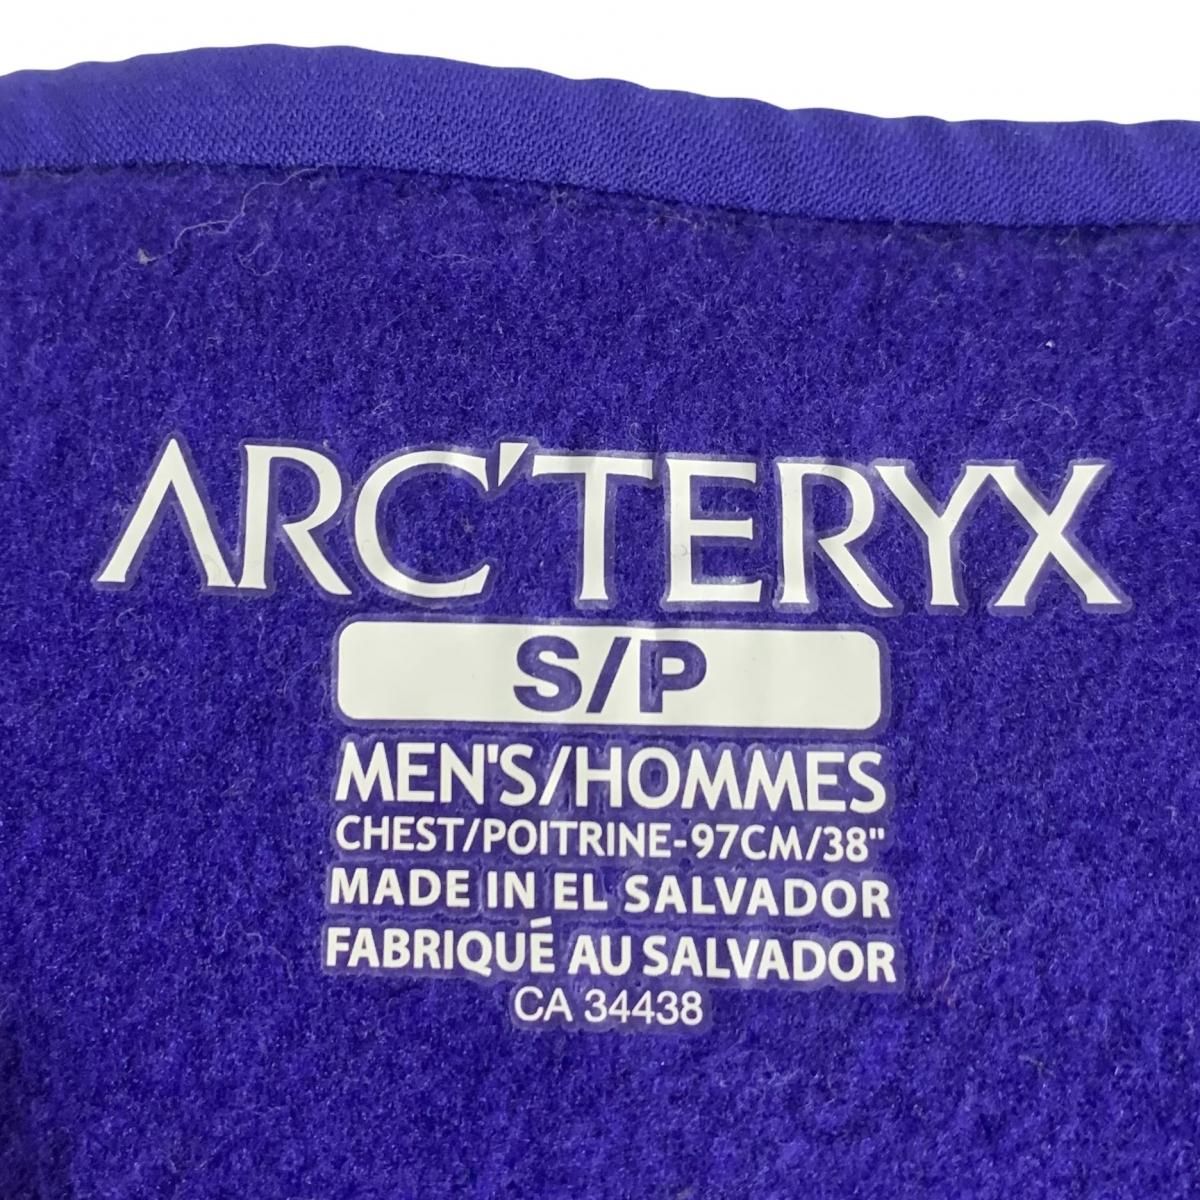 ARC'TERYX
S/P
MEN'S/HOMMES
CHEST/POITRINE-97CM/38"
MADE IN EL SALVADOR
FABRIQUÉ AU SALVADOR
CA 34438